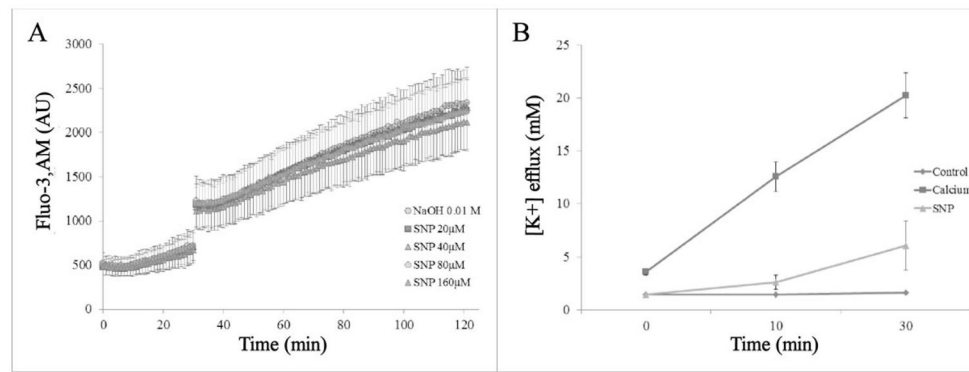 A
Fluo-3,AM (AU)
3000
2500
2000
1500
1000
500
0
0 20 40 60 80 100 120
Time (min)
NaOH 0.01 M
SNP 20μM
SNP 40μM
SNP 80μM
SNP 160μM
B
[K+] efflux (mM)
25
20
15
10
5
0
0 10 30
Time (min)
Control
Calcium
SNP